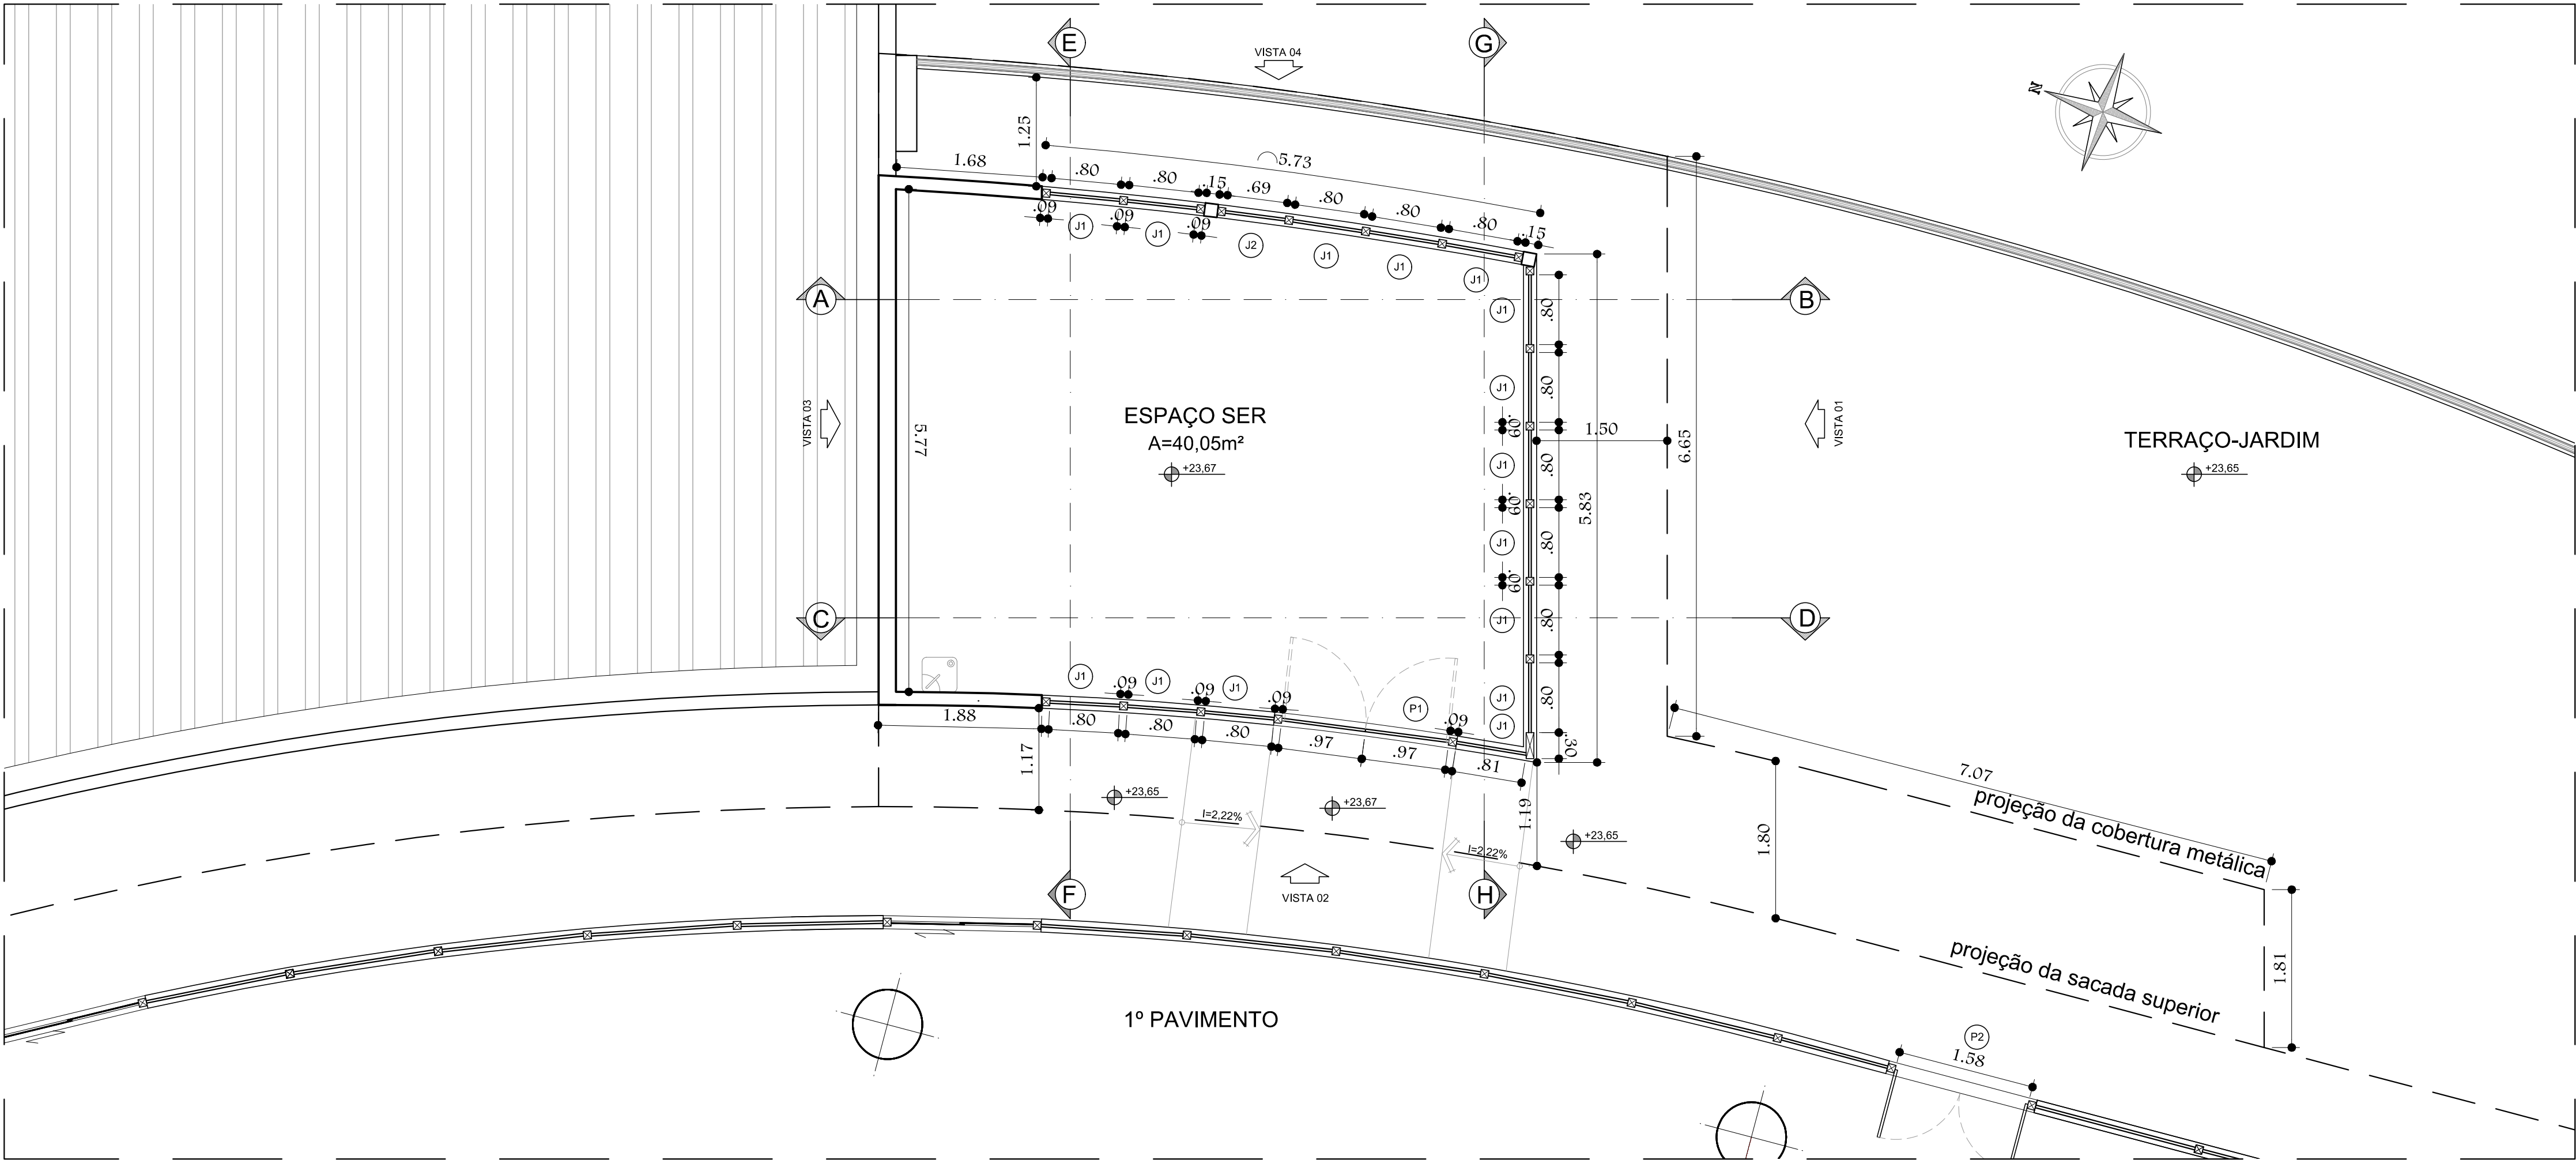 E
G
VISTA 04
N
1.25
5.73
1.68
.80
.80
.15
.69
.80
.80
.80
.15
.09
J1
.09
J1
.09
J2
J1
J1
J1
A
B
J1
.80
J1
.80
VISTA 03
ESPAÇO SER
A=40,05m²
+23,67
5.77
.09
1.50
6.65
VISTA 01
TERRAÇO-JARDIM
+23,65
J1
.80
.09
5.83
J1
.80
.09
C
D
J1
.80
J1
.09
J1
.09
J1
.09
P1
.09
J1
.80
J1
1.88
.80
.80
.80
.97
.97
.81
.30
1.17
7.07
projeção da cobertura metálica
+23,65
+23,67
1.19
I=2,22%
+23,65
I=2,22%
1.80
F
H
VISTA 02
projeção da sacada superior
1.81
1º PAVIMENTO
P2
1.58